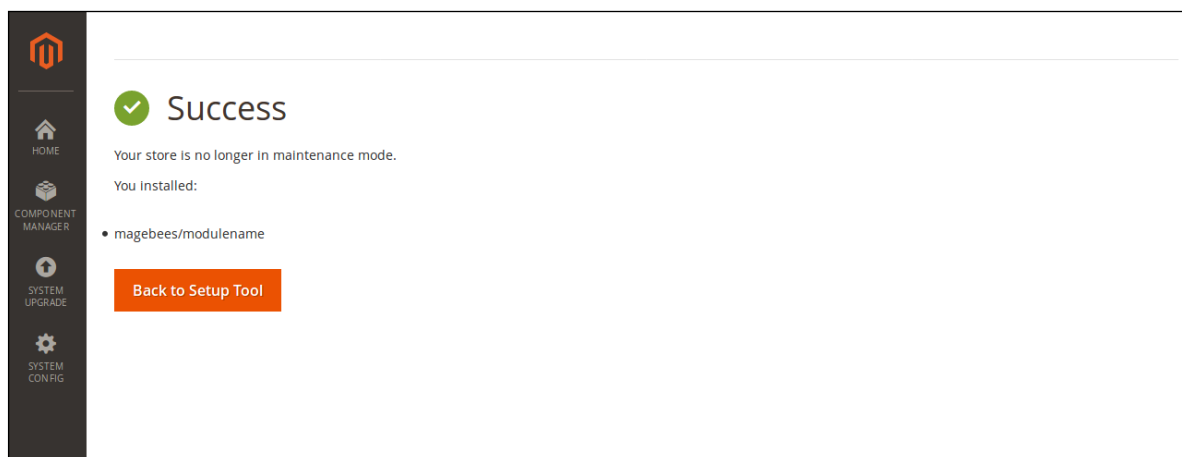 HOME
COMPONENT
MANAGER
SYSTEM
UPGRADE
SYSTEM
CONFIG
Success
Your store is no longer in maintenance mode.
You installed:
magebees/modulename
Back to Setup Tool